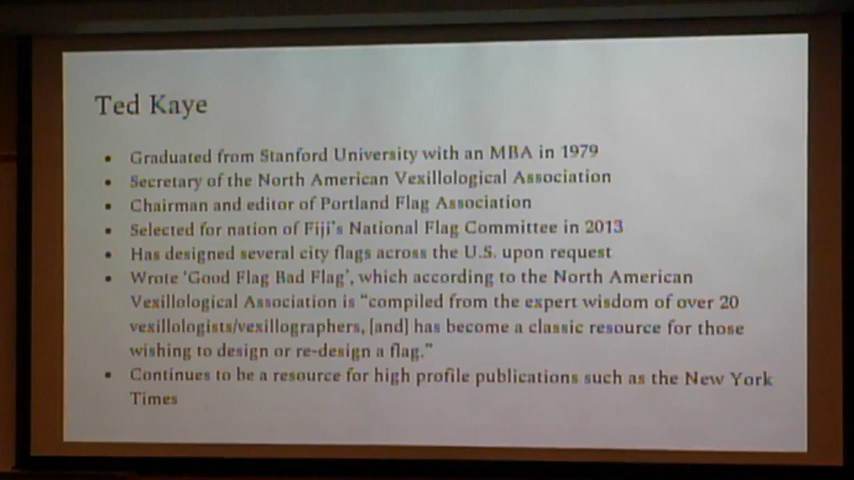 Ted Kaye
• Graduated from Stanford University with an MBA in 1979
• Secretary of the North American Vexillological Association
• Chairman and editor of Portland Flag Association
• Selected for nation of Fiji's National Flag Committee in 2013
• Has designed several city flags across the U.S. upon request
• Wrote 'Good Flag Bad Flag', which according to the North American
Vexillological Association is "compiled from the expert wisdom of over 20
vexillologists/vexillographers, [and] has become a classic resource for those
wishing to design or re-design a flag."
• Continues to be a resource for high profile publications such as the New York
Times